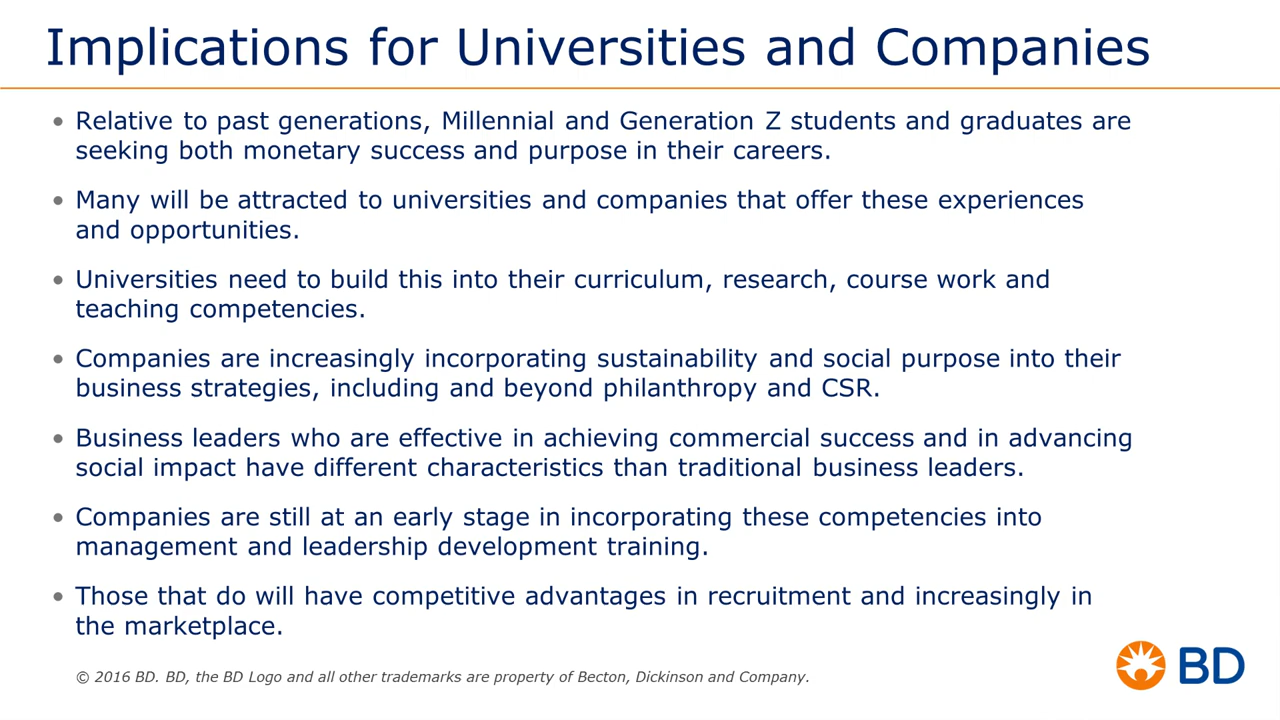 Implications for Universities and Companies
• Relative to past generations, Millennial and Generation Z students and graduates are
seeking both monetary success and purpose in their careers.
• Many will be attracted to universities and companies that offer these experiences
and opportunities.
• Universities need to build this into their curriculum, research, course work and
teaching competencies.
• Companies are increasingly incorporating sustainability and social purpose into their
business strategies, including and beyond philanthropy and CSR.
• Business leaders who are effective in achieving commercial success and in advancing
social impact have different characteristics than traditional business leaders.
• Companies are still at an early stage in incorporating these competencies into
management and leadership development training.
• Those that do will have competitive advantages in recruitment and increasingly in
the marketplace.
© 2016 BD. BD, the BD Logo and all other trademarks are property of Becton, Dickinson and Company.
BD